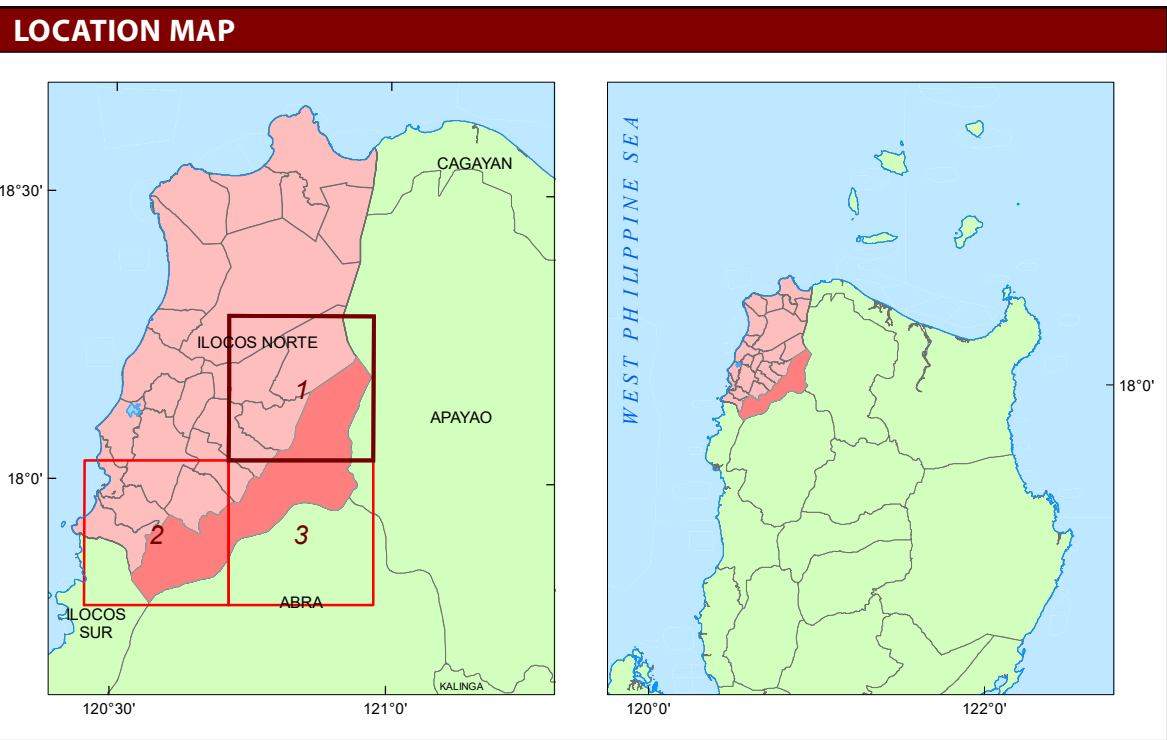 LOCATION MAP
CAGAYAN
18°30'
ILOCOS NORTE
1
APAYAO
18°0'
2
3
ABRA
ILOCOS
SUR
KALINGA
120°30'
121°0'
WEST PHILIPPINE SEA
18°0'
120°0'
122°0'